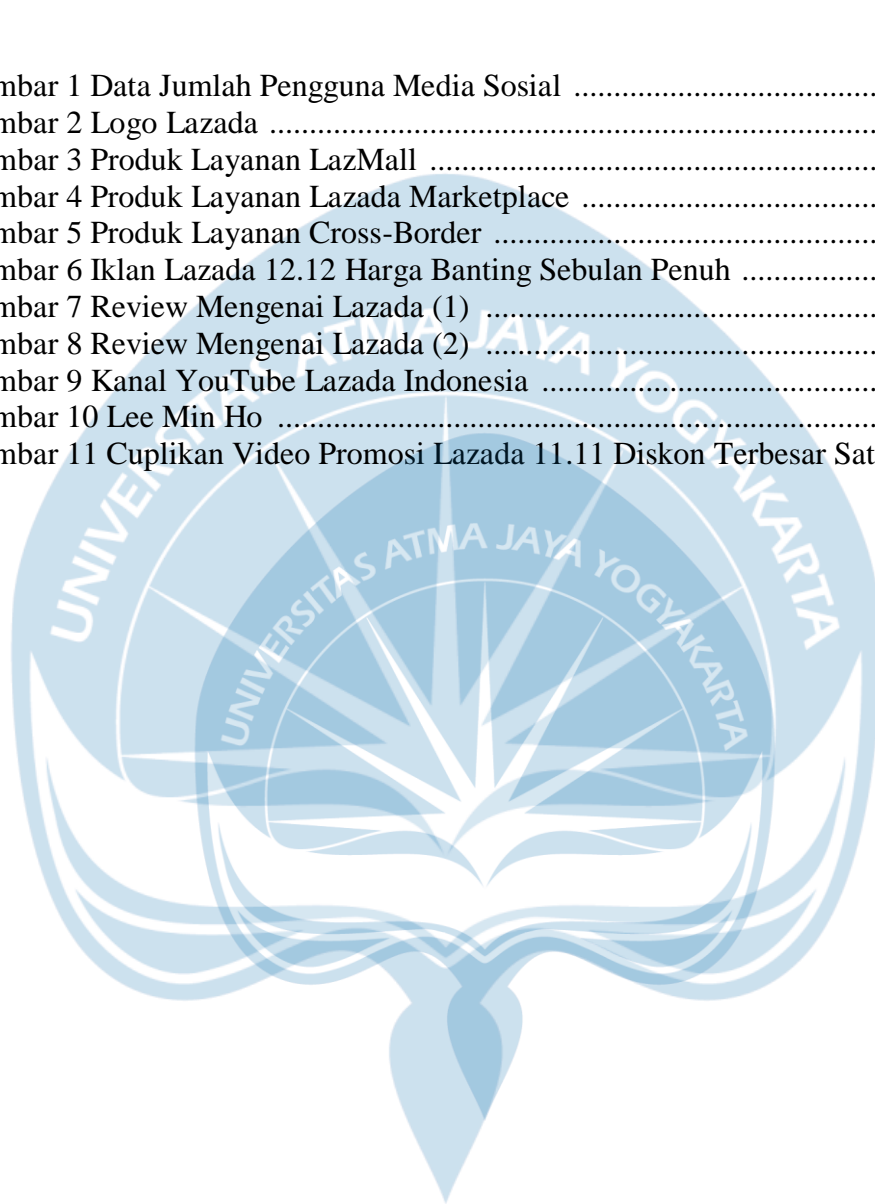 mbar 1 Data Jumlah Pengguna Media Sosial ................................................
mbar 2 Logo Lazada ................................................
mbar 3 Produk Layanan LazMall ................................................
mbar 4 Produk Layanan Lazada Marketplace ................................................
mbar 5 Produk Layanan Cross-Border ................................................
mbar 6 Iklan Lazada 12.12 Harga Banting Sebulan Penuh ......................
mbar 7 Review Mengenai Lazada (1) ................................................
mbar 8 Review Mengenai Lazada (2) ................................................
mbar 9 Kanal YouTube Lazada Indonesia ................................................
mbar 10 Lee Min Ho ................................................
mbar 11 Cuplikan Video Promosi Lazada 11.11 Diskon Terbesar Sat
UNIVERSITAS ATMA JAYA YOGYAKARTA
UNIVERSITAS ATMA JAYA YOGYAKARTA